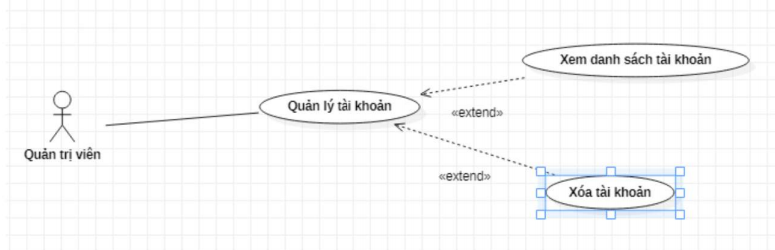 Xem danh sách tài khoản
Quản lý tài khoản
«extend»
Quản trị viên
«extend»
Xóa tài khoản